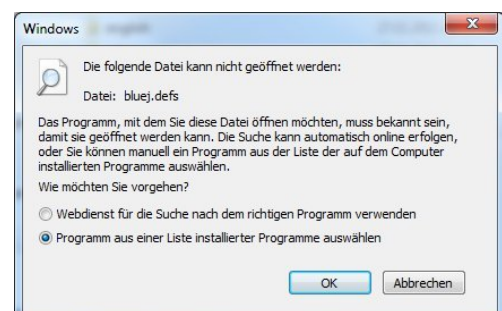 Windows
Die folgende Datei kann nicht geöffnet werden:
Datei: bluej.defs
Das Programm, mit dem Sie diese Datei öffnen möchten, muss bekannt sein,
damit sie geöffnet werden kann. Die Suche kann automatisch online erfolgen,
oder Sie können manuell ein Programm aus der Liste der auf dem Computer
installierten Programme auswählen.
Wie möchten Sie vorgehen?
Webdienst für die Suche nach dem richtigen Programm verwenden
Programm aus einer Liste installierter Programme auswählen
OK Abbrechen